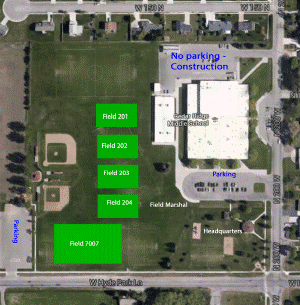 W 150 N
W 150 N
No parking -
Construction
Field 201
Cedar Ridge
Middle School
Field 202
Field 203
Parking
Field 204
Field Marshal
N 200 W
Parking
Headquarters
Field 7007
W Hyde Park Ln